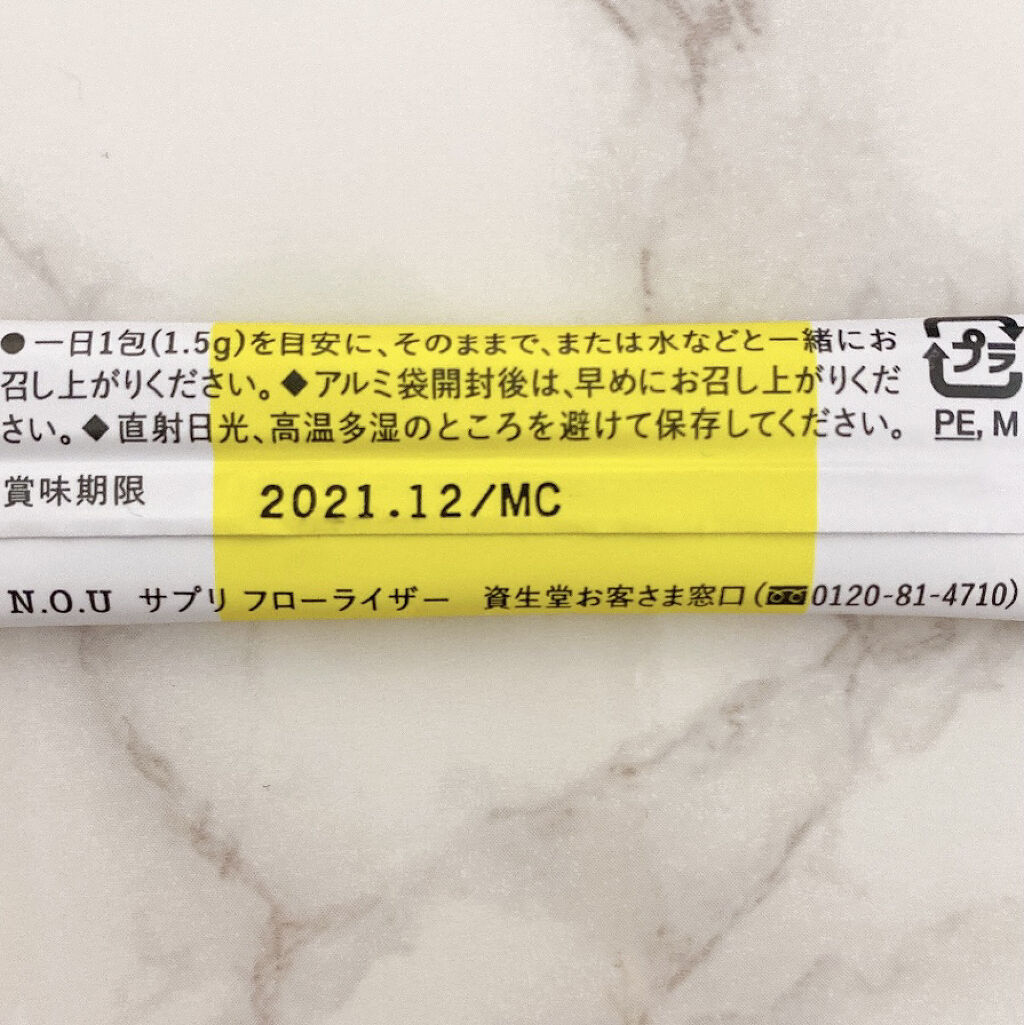 ●一日1包(1.5g)を目安に、そのままで、または水などと一緒にお
召し上がりください。◆アルミ袋開封後は、早めにお召し上がりくだ
さい。◆直射日光、高温多湿のところを避けて保存してください。
プラ
PE, M
賞味期限 2021.12/MC
N.O.U サプリ フローライザー 資生堂お客さま窓口(0120-81-4710)